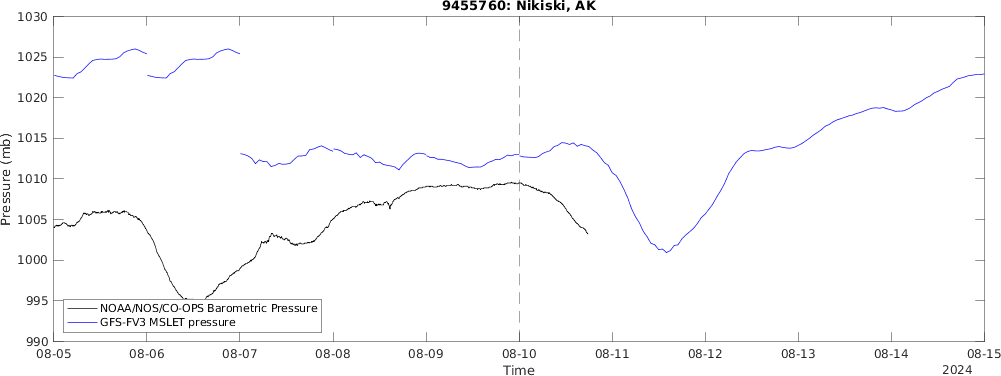 9455760: Nikiski, AK
1030
1025
1020
1015
1010
1005
1000
995
990
Pressure (mb)
NOAA/NOS/CO-OPS Barometric Pressure
GFS-FV3 MSLET pressure
08-05 08-06 08-07 08-08 08-09 08-10 08-11 08-12 08-13 08-14 08-15
Time
2024